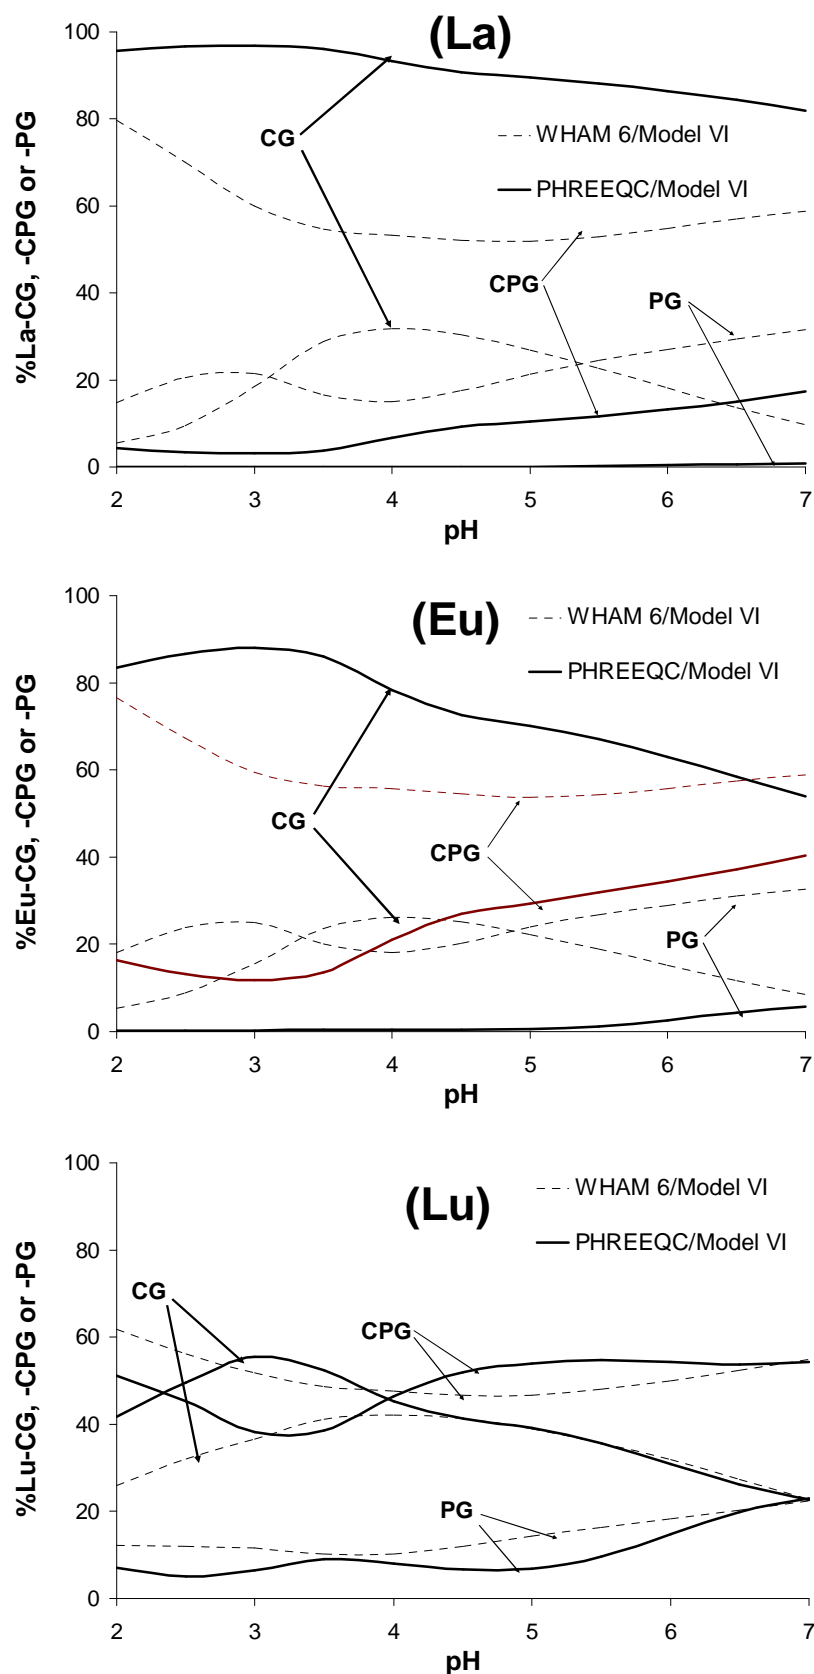 (La)
100
80
60
40
20
0
%La-CG, -CPG or -PG
CG
WHAM 6/Model VI
PHREEQC/Model VI
CPG
PG
2 3 4 5 6 7
pH
(Eu)
100
80
60
40
20
0
%Eu-CG, -CPG or -PG
WHAM 6/Model VI
PHREEQC/Model VI
CG
CPG
PG
2 3 4 5 6 7
pH
(Lu)
100
80
60
40
20
0
%Lu-CG, -CPG or -PG
WHAM 6/Model VI
PHREEQC/Model VI
CG
CPG
PG
2 3 4 5 6 7
pH